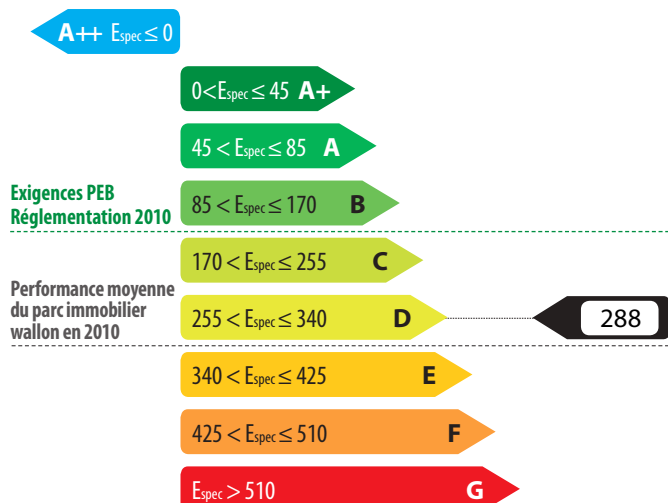 A++ Espec ≤ 0
0<Espec ≤ 45 A+
45 < Espec ≤ 85 A
Exigences PEB
Réglementation 2010
85 < Espec ≤ 170 B
170 < Espec ≤ 255 C
Performance moyenne
du parc immobilier
wallon en 2010
255 < Espec ≤ 340 D
288
340 < Espec ≤ 425 E
425 < Espec ≤ 510 F
Espec > 510 G